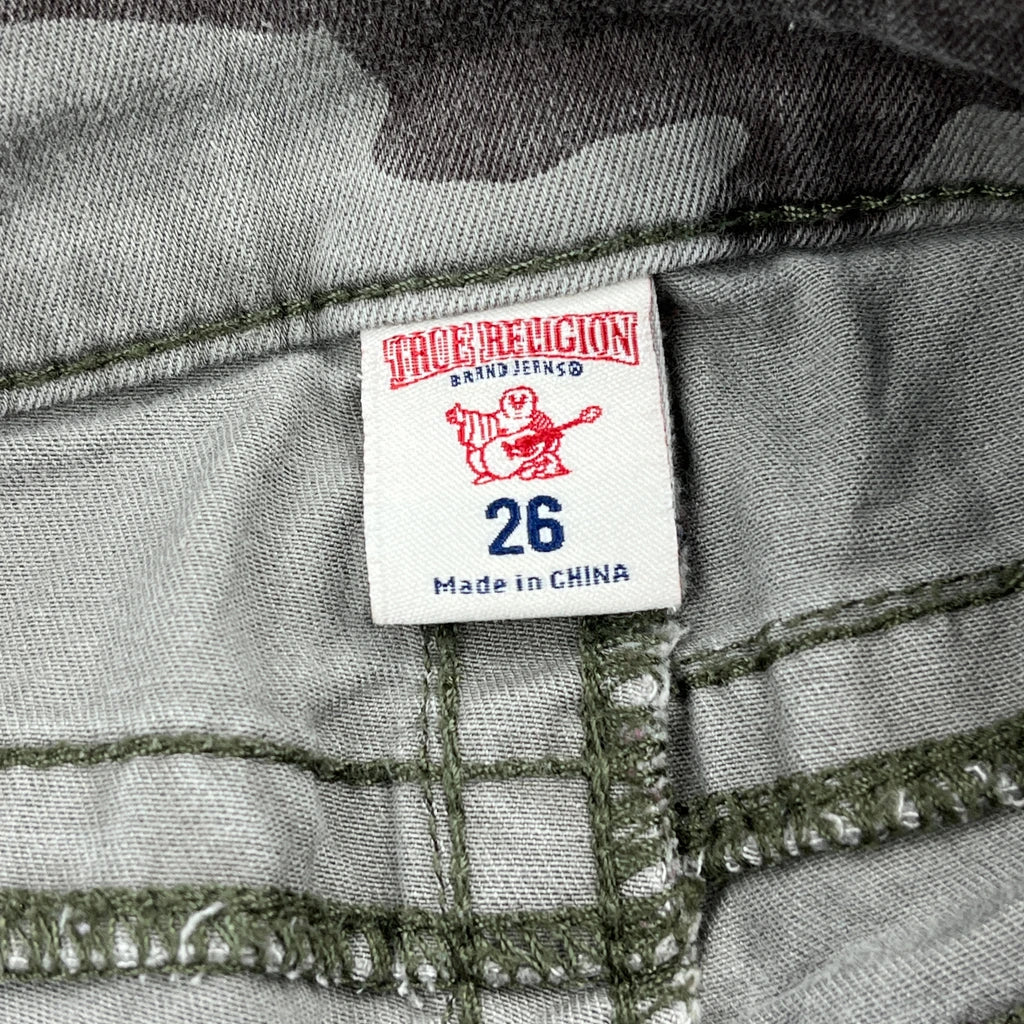 TRUE RELIGION
BRAND JEANS®
26
Made in CHINA